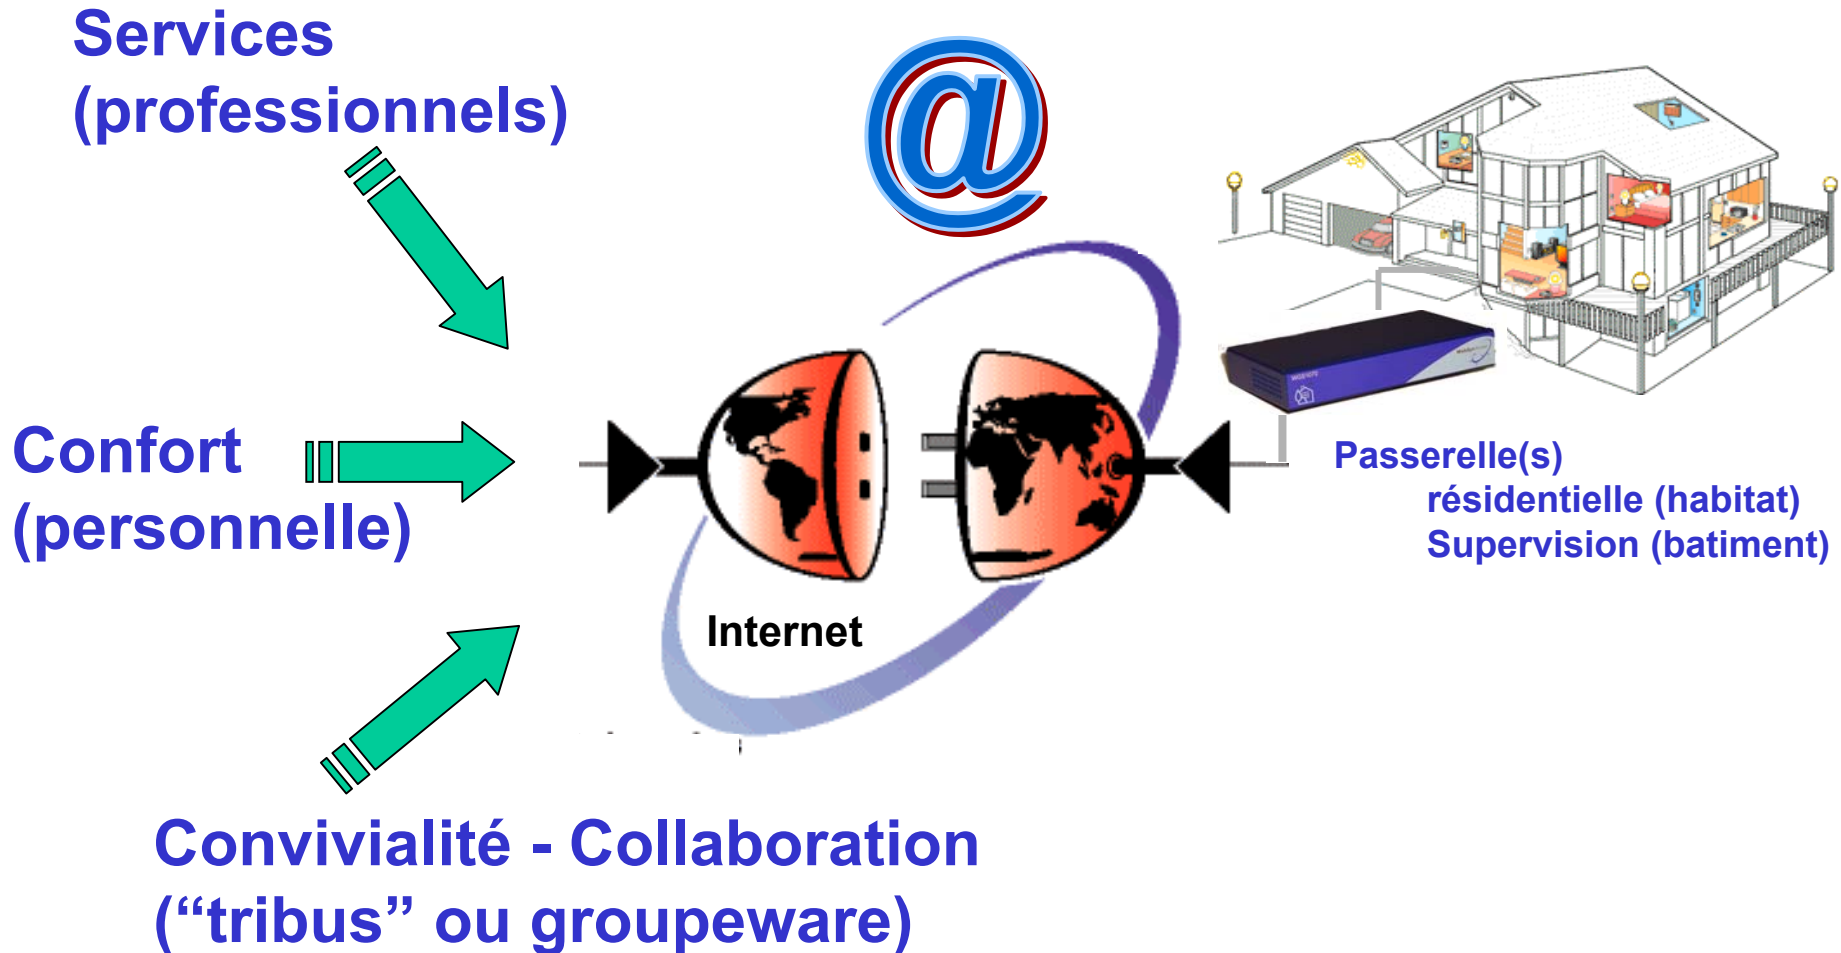 Services
(professionnels)
@
Confort
(personnelle)
Passerelle(s)
résidentielle (habitat)
Supervision (batiment)
Internet
Convivialité - Collaboration
(“tribus” ou groupeware)